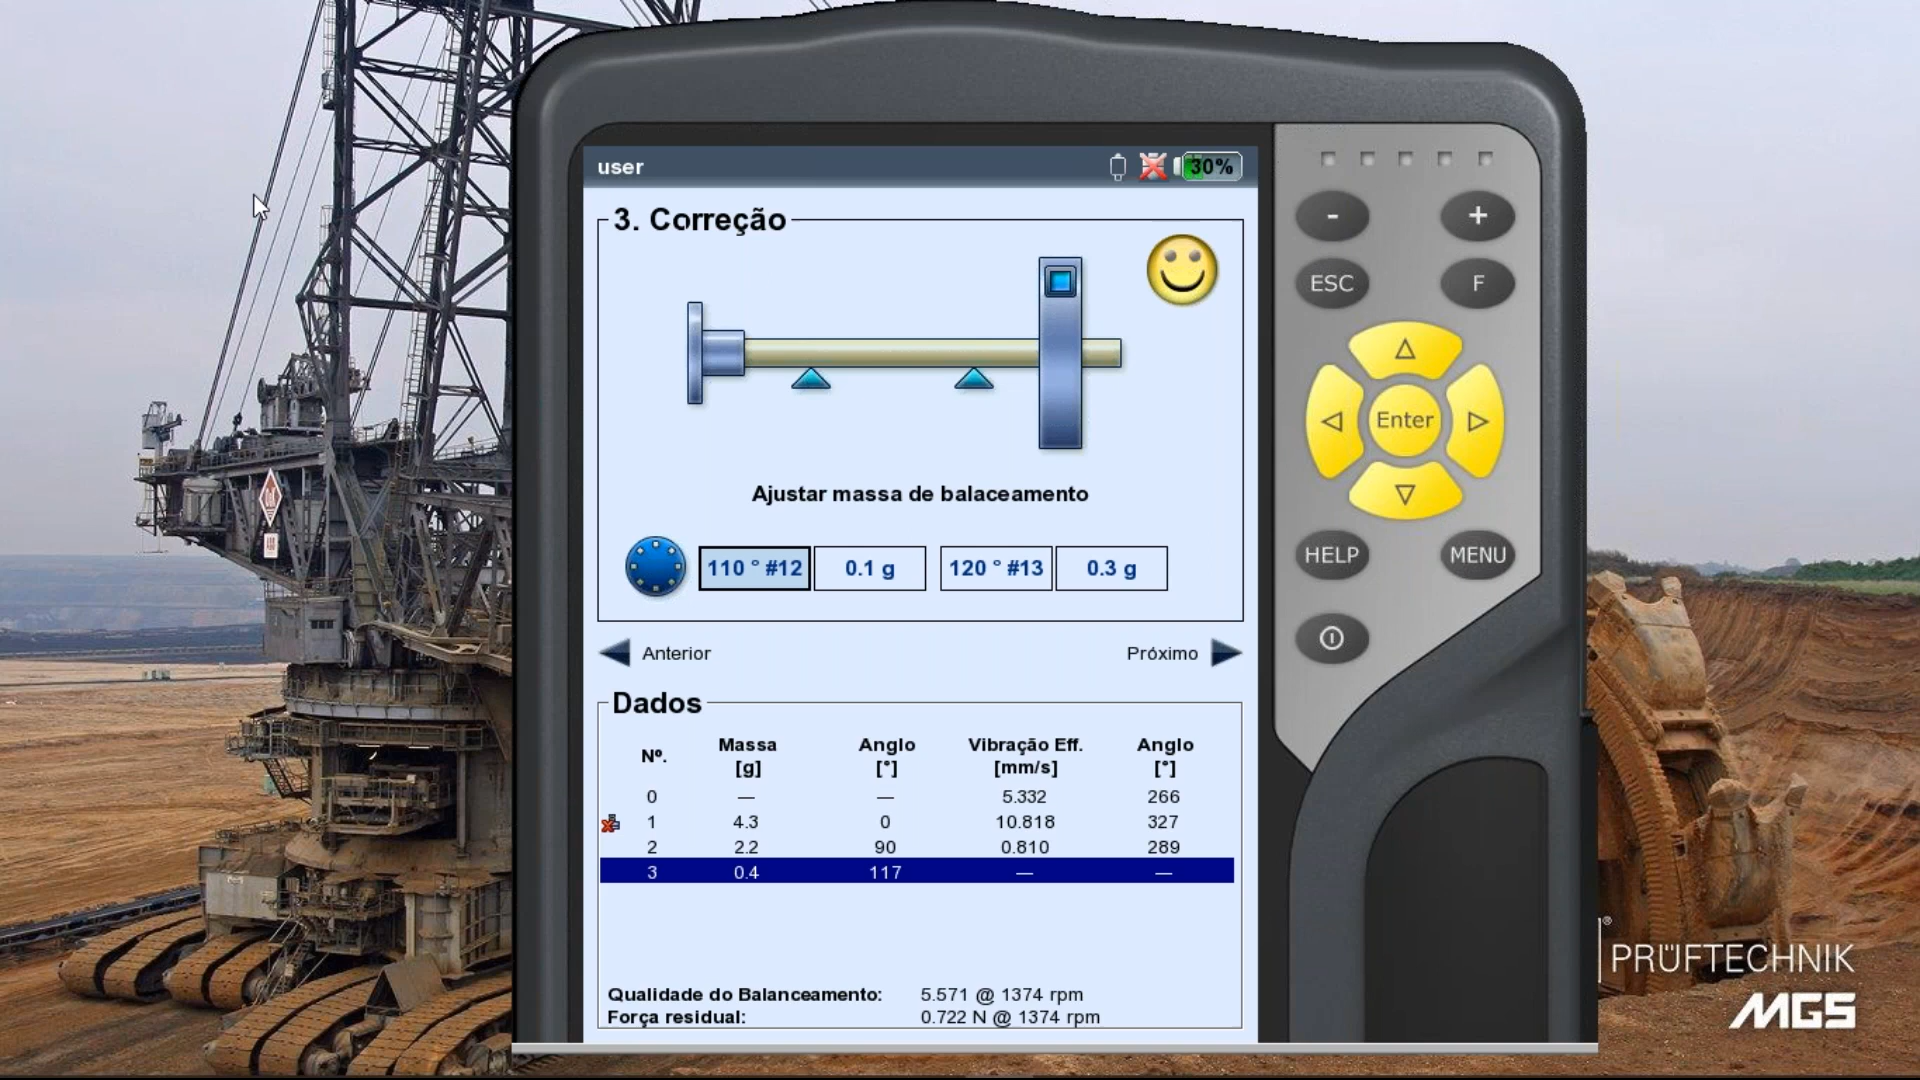 user
30%
3. Correção
Ajustar massa de balaceamento
110 ° #12
0.1 g
120 ° #13
0.3 g
Anterior
Próximo
Dados
Nº.
Massa [g]
Anglo [°]
Vibração Eff. [mm/s]
Anglo [°]
0 — — 5.332 266
1 4.3 0 10.818 327
2 2.2 90 0.810 289
3 0.4 117 — —
Qualidade do Balanceamento: 5.571 @ 1374 rpm
Força residual: 0.722 N @ 1374 rpm
-
+
ESC
F
Enter
HELP
MENU
PRÜFTECHNIK
MGS